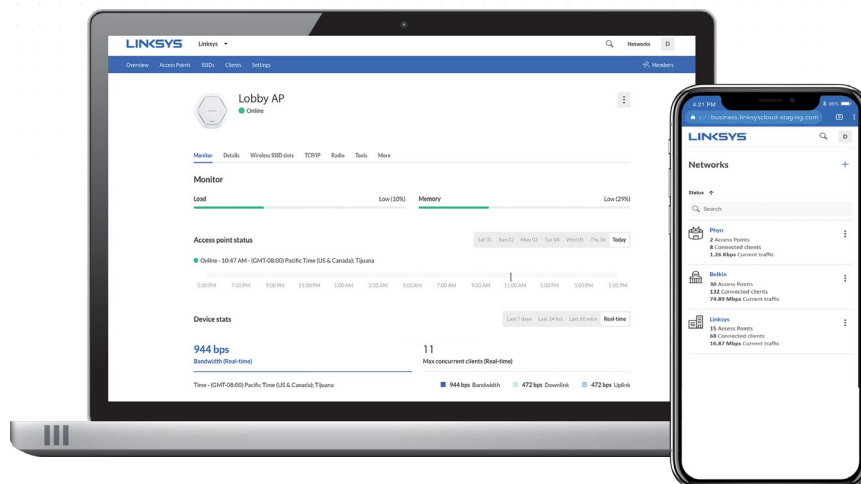 LINKSYS Linksys Networks D
Overview Access Points SSIDs Clients Settings Members
Lobby AP
Online
Monitor Details Wireless SSID slots TCP/IP Radio Tools More
Monitor
Load Low (10%) Memory Low (29%)
Access point status Sat 01 Sun 02 Mon 03 Tue 04 Wed 05 Thu 06 Today
Online - 10:47 AM - (GMT-08:00) Pacific Time (US & Canada); Tijuana
5:00 PM 7:00 PM 9:00 PM 11:00 PM 1:00 AM 3:00 AM 5:00 AM 7:00 AM 9:00 AM 11:00 AM 1:00 PM 3:00 PM 5:00 PM
Device stats Last 7 days Last 24 hrs Last 60 mins Real-time
944 bps 11
Bandwidth (Real-time) Max concurrent clients (Real-time)
Time - (GMT-08:00) Pacific Time (US & Canada); Tijuana 944 bps Bandwidth 472 bps Downlink 472 bps Uplink
4:21 PM
s://business.linksyscloud-staging.com
LINKSYS D
Networks +
Status
Search
Phyn
2 Access Points
8 Connected clients
1.26 Kbps Current traffic
Belkin
30 Access Points
132 Connected clients
74.89 Mbps Current traffic
Linksys
15 Access Points
68 Connected clients
16.87 Mbps Current traffic